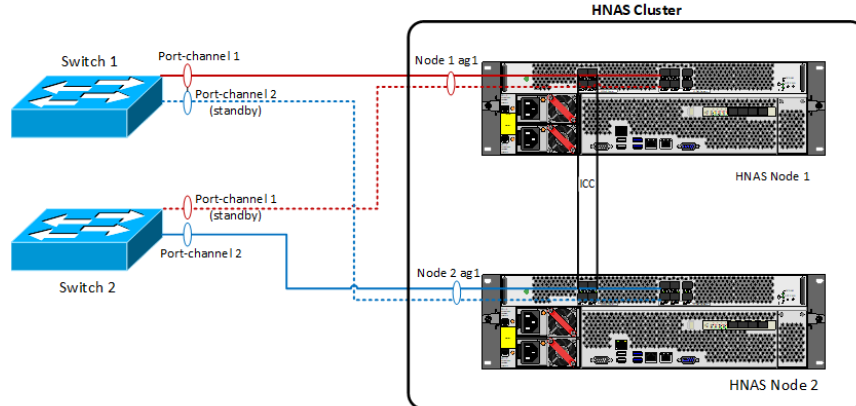 HNAS Cluster
Switch 1
Port-channel 1
Node 1 ag1
Port-channel 2
(standby)
HNAS Node 1
ICC
Port-channel 1
(standby)
Port-channel 2
Switch 2
Node 2 ag1
HNAS Node 2